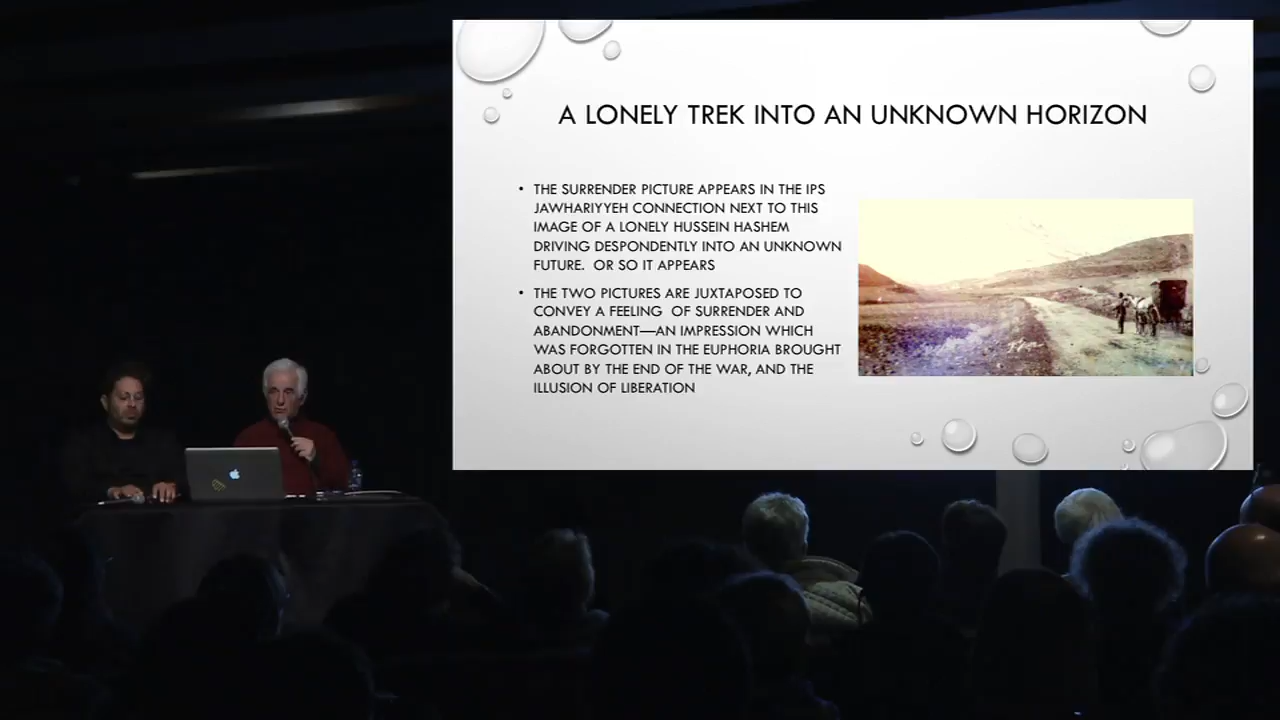 A LONELY TREK INTO AN UNKNOWN HORIZON
• THE SURRENDER PICTURE APPEARS IN THE IPS
JAWHARIYYEH CONNECTION NEXT TO THIS
IMAGE OF A LONELY HUSSEIN HASHEM
DRIVING DESPONDENTLY INTO AN UNKNOWN
FUTURE. OR SO IT APPEARS
• THE TWO PICTURES ARE JUXTAPOSED TO
CONVEY A FEELING OF SURRENDER AND
ABANDONMENT—AN IMPRESSION WHICH
WAS FORGOTTEN IN THE EUPHORIA BROUGHT
ABOUT BY THE END OF THE WAR, AND THE
ILLUSION OF LIBERATION